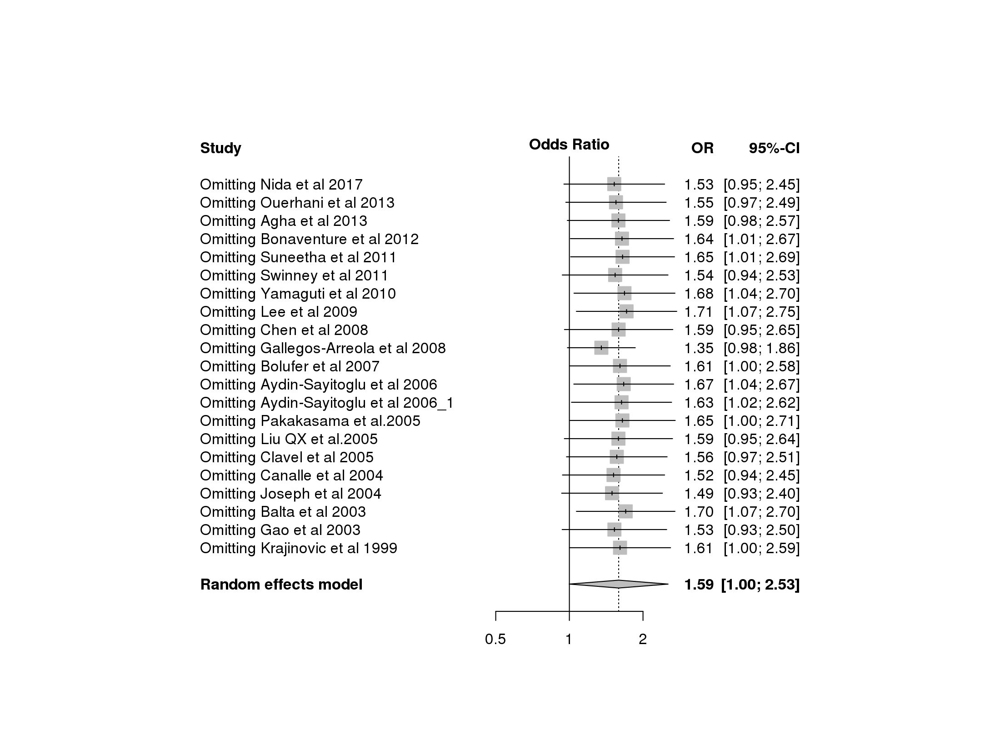 Study Odds Ratio OR 95%-CI
Omitting Nida et al 2017 1.53 [0.95; 2.45]
Omitting Ouerhani et al 2013 1.55 [0.97; 2.49]
Omitting Agha et al 2013 1.59 [0.98; 2.57]
Omitting Bonaventure et al 2012 1.64 [1.01; 2.67]
Omitting Suneetha et al 2011 1.65 [1.01; 2.69]
Omitting Swinney et al 2011 1.54 [0.94; 2.53]
Omitting Yamaguti et al 2010 1.68 [1.04; 2.70]
Omitting Lee et al 2009 1.71 [1.07; 2.75]
Omitting Chen et al 2008 1.59 [0.95; 2.65]
Omitting Gallegos-Arreola et al 2008 1.35 [0.98; 1.86]
Omitting Bolufer et al 2007 1.61 [1.00; 2.58]
Omitting Aydin-Sayitoglu et al 2006 1.67 [1.04; 2.67]
Omitting Aydin-Sayitoglu et al 2006_1 1.63 [1.02; 2.62]
Omitting Pakakasama et al.2005 1.65 [1.00; 2.71]
Omitting Liu QX et al.2005 1.59 [0.95; 2.64]
Omitting Clavel et al 2005 1.56 [0.97; 2.51]
Omitting Canalle et al 2004 1.52 [0.94; 2.45]
Omitting Joseph et al 2004 1.49 [0.93; 2.40]
Omitting Balta et al 2003 1.70 [1.07; 2.70]
Omitting Gao et al 2003 1.53 [0.93; 2.50]
Omitting Krajinovic et al 1999 1.61 [1.00; 2.59]
Random effects model 1.59 [1.00; 2.53]
0.5 1 2